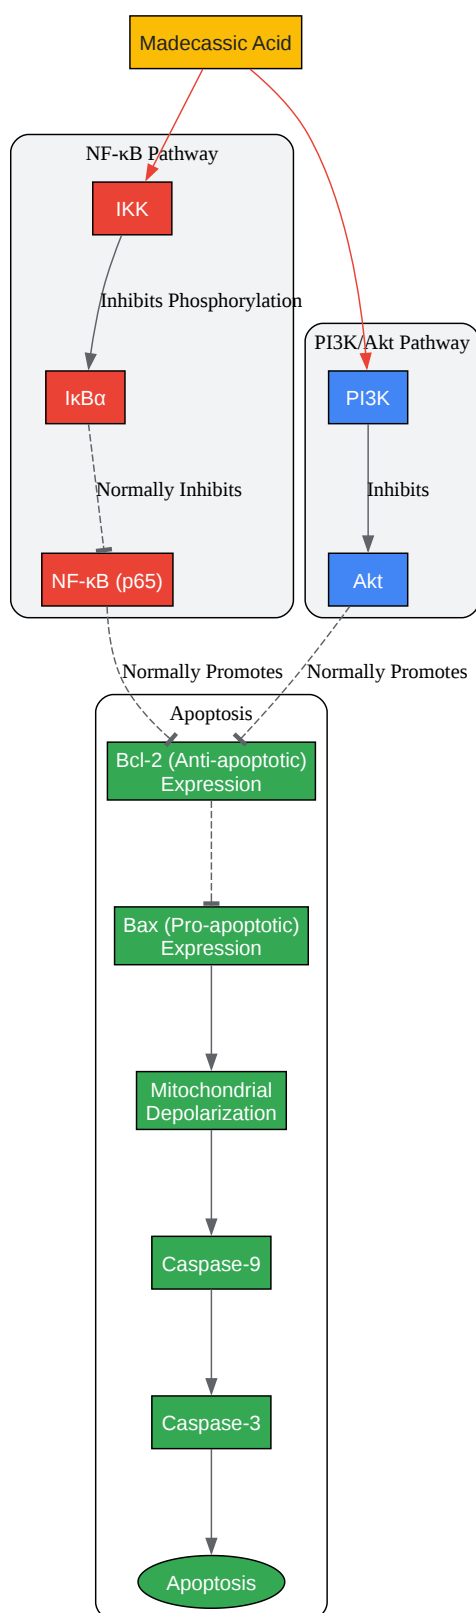 Madecassic Acid
NF-κB Pathway
IKK
Inhibits Phosphorylation
PI3K/Akt Pathway
IκBα
PI3K
Normally Inhibits
Inhibits
NF-κB (p65)
Akt
Normally Promotes
Normally Promotes
Apoptosis
Bcl-2 (Anti-apoptotic)
Expression
Bax (Pro-apoptotic)
Expression
Mitochondrial
Depolarization
Caspase-9
Caspase-3
Apoptosis